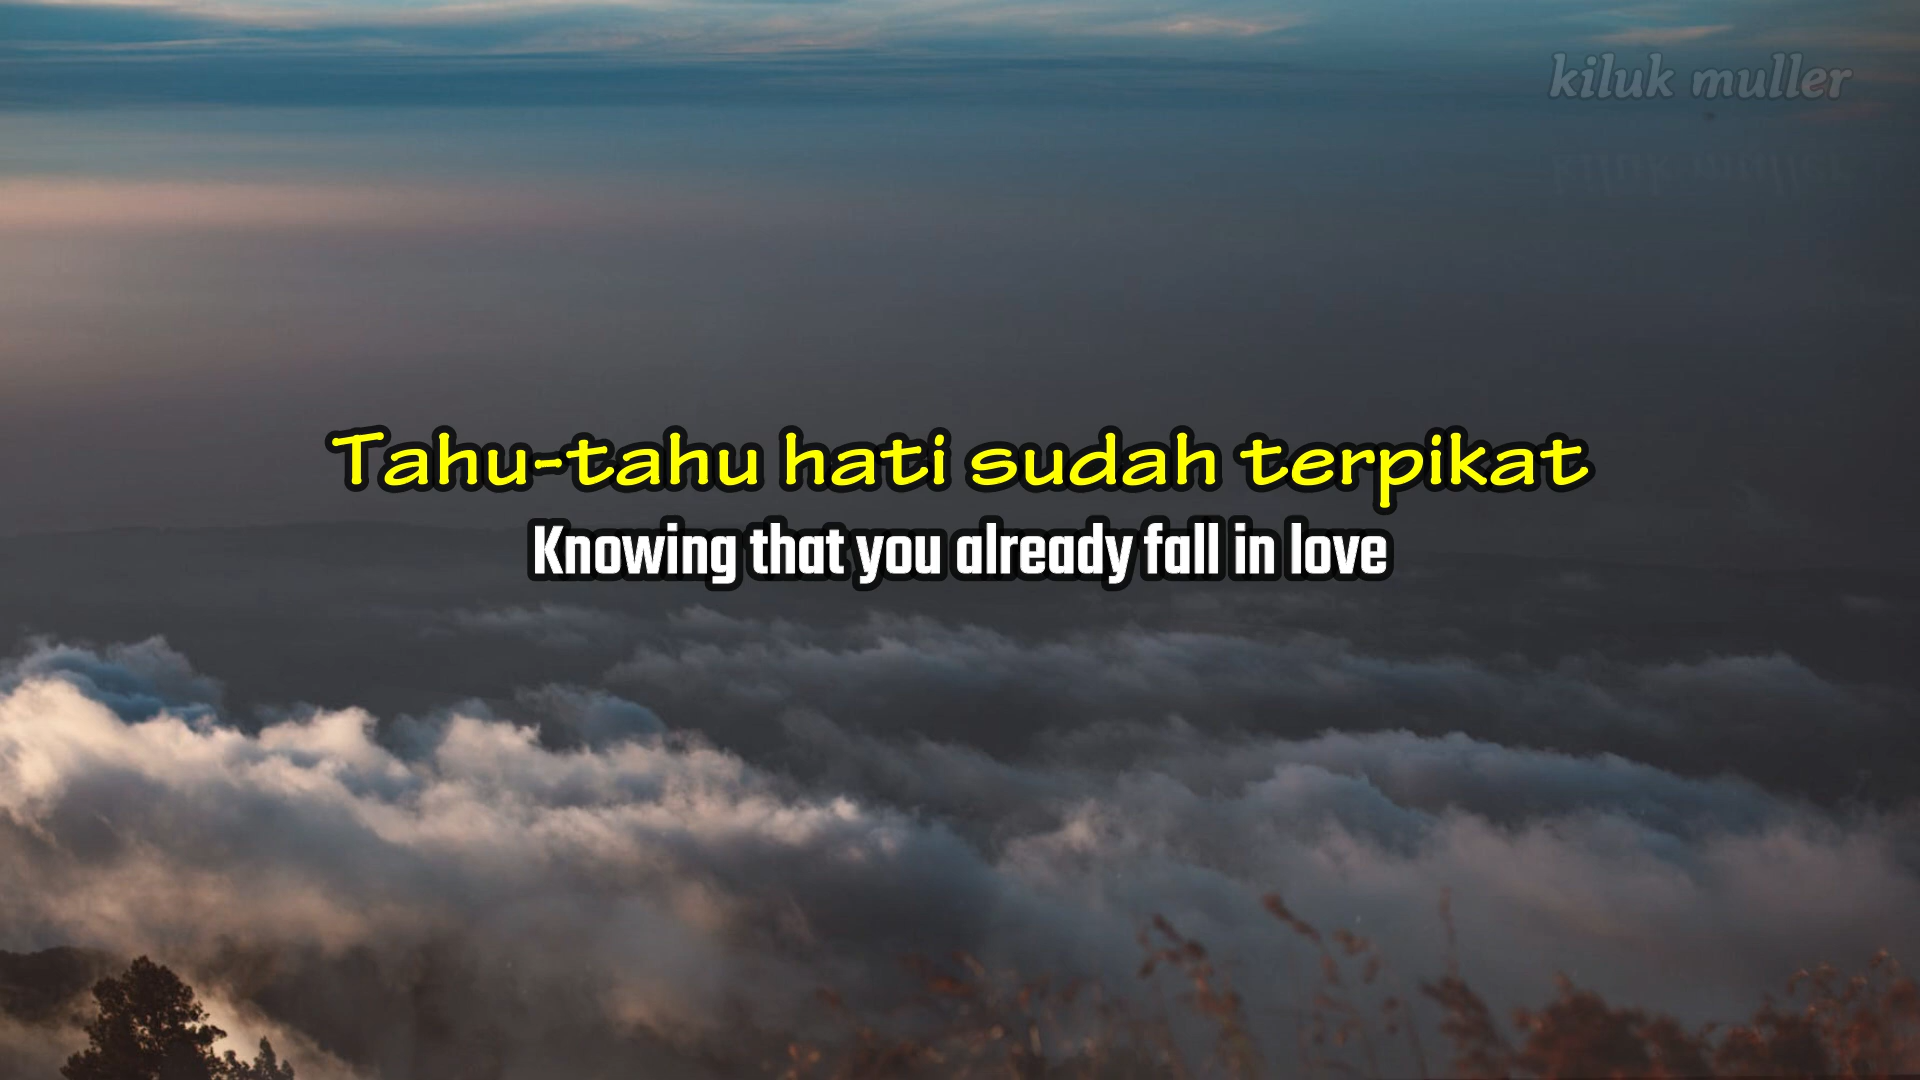 kiluk muller
Tahu-tahu hati sudah terpikat
Knowing that you already fall in love